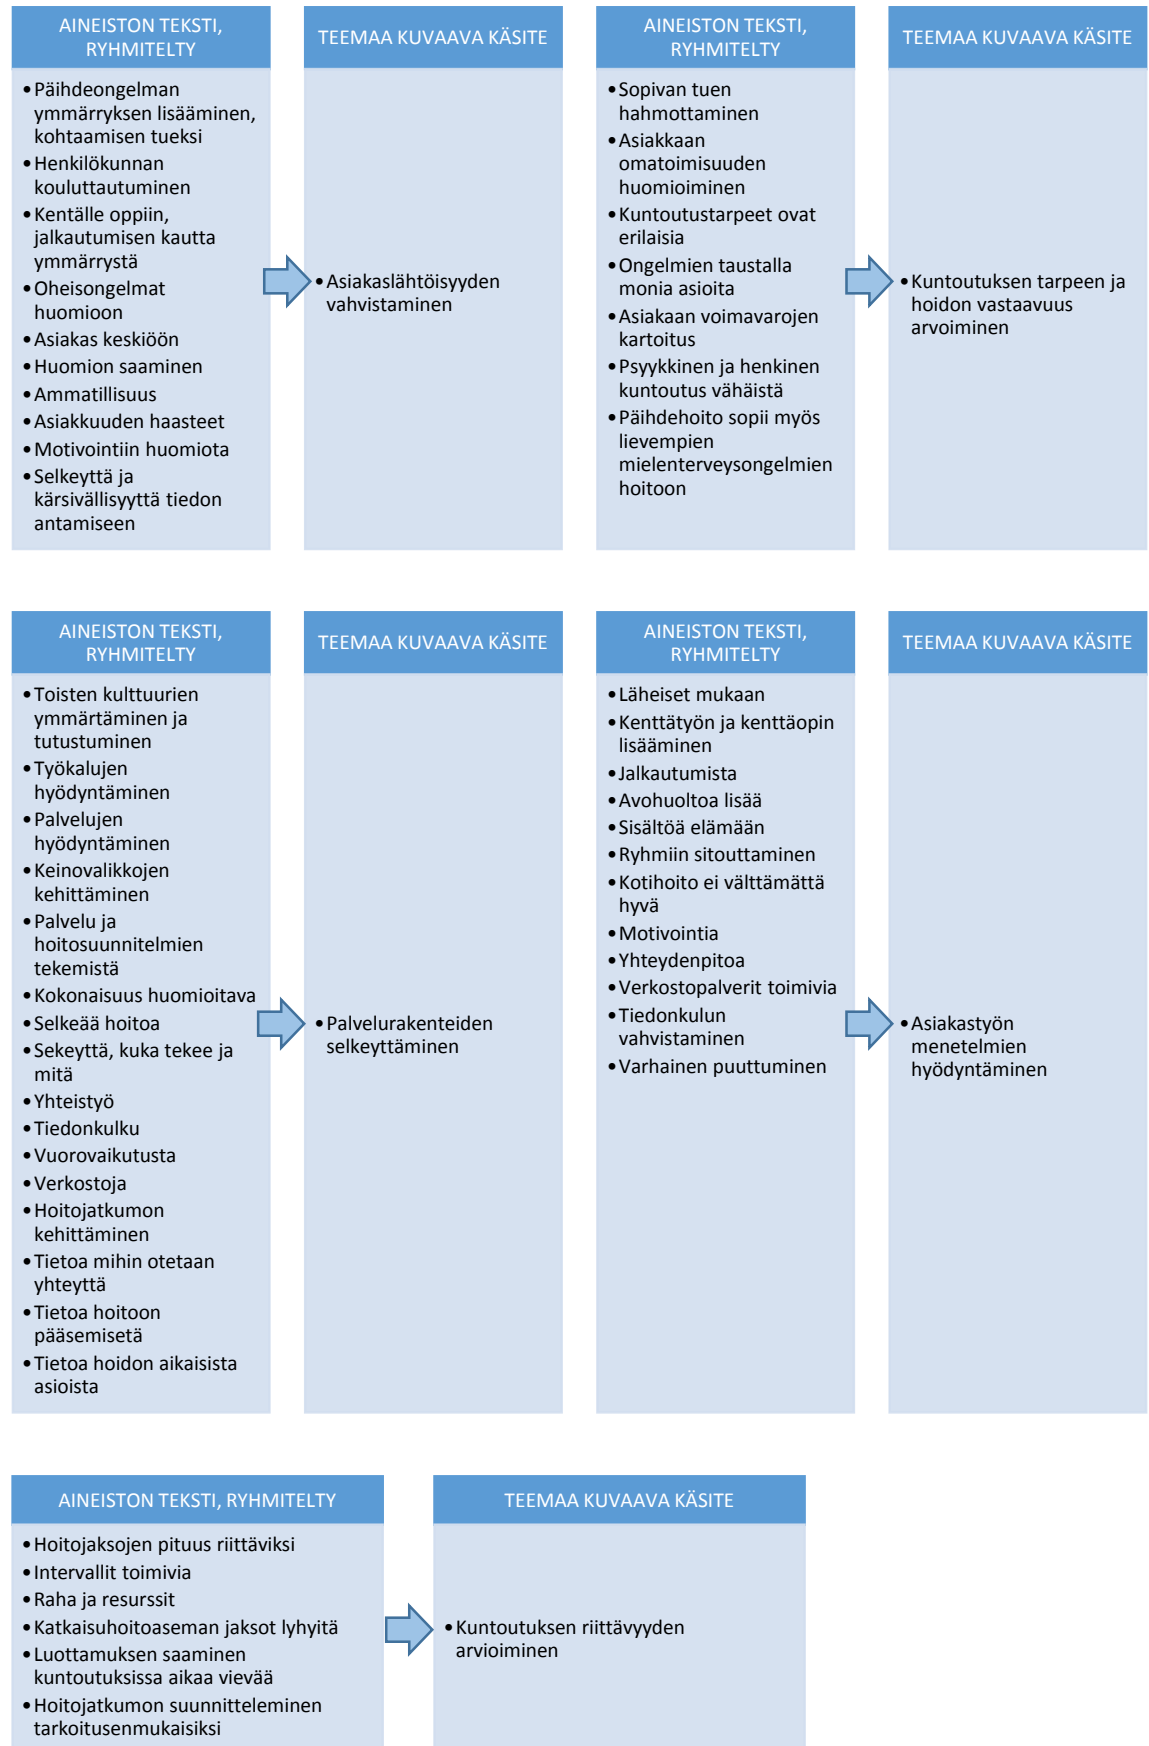 AINEISTON TEKSTI,
RYHMITELTY
•Päihdeongelman
ymmärryksen lisääminen,
kohtaamisen tueksi
•Henkilökunnan
kouluttautuminen
•Kentälle oppiin,
jalkautumisen kautta
ymmärrystä
•Oheisongelmat
huomioon
•Asiakas keskiöön
•Huomion saaminen
•Ammatillisuus
•Asiakkuuden haasteet
•Motivointiin huomiota
•Selkeyttä ja
kärsivällisyyttä tiedon
antamiseen
TEEMAA KUVAAVA KÄSITE
•Asiakaslähtöisyyden
vahvistaminen
AINEISTON TEKSTI,
RYHMITELTY
•Sopivan tuen
hahmottaminen
•Asiakkaan
omatoimisuuden
huomioiminen
•Kuntoutustarpeet ovat
erilaisia
•Ongelmien taustalla
monia asioita
•Asiakaan voimavarojen
kartoitus
•Psyykkinen ja henkinen
kuntoutus vähäistä
•Päihdehoito sopii myös
lievempien
mielenterveysongelmien
hoitoon
TEEMAA KUVAAVA KÄSITE
•Kuntoutuksen tarpeen ja
hoidon vastaavuus
arvoiminen
AINEISTON TEKSTI,
RYHMITELTY
•Toisten kulttuurien
ymmärtäminen ja
tutustuminen
•Työkalujen
hyödyntäminen
•Palvelujen
hyödyntäminen
•Keinovalikkojen
kehittäminen
•Palvelu ja
hoitosuunnitelmien
tekemistä
•Kokonaisuus huomioitava
•Selkeää hoitoa
•Sekeyttä, kuka tekee ja
mitä
•Yhteistyö
•Tiedonkulku
•Vuorovaikutusta
•Verkostoja
•Hoitojatkumon
kehittäminen
•Tietoa mihin otetaan
yhteyttä
•Tietoa hoitoon
pääsemisetä
•Tietoa hoidon aikaisista
asioista
TEEMAA KUVAAVA KÄSITE
•Palvelurakenteiden
selkeyttäminen
AINEISTON TEKSTI,
RYHMITELTY
•Läheiset mukaan
•Kenttätyön ja kenttäopin
lisääminen
•Jalkautumista
•Avohuoltoa lisää
•Sisältöä elämään
•Ryhmiin sitouttaminen
•Kotihoito ei välttämättä
hyvä
•Motivointia
•Yhteydenpitoa
•Verkostopalverit toimivia
•Tiedonkulun
vahvistaminen
•Varhainen puuttuminen
TEEMAA KUVAAVA KÄSITE
•Asiakastyön
menetelmien
hyödyntäminen
AINEISTON TEKSTI, RYHMITELTY
•Hoitojaksojen pituus riittäviksi
•Intervallit toimivia
•Raha ja resurssit
•Katkaisuhoitoaseman jaksot lyhyitä
•Luottamuksen saaminen
kuntoutuksissa aikaa vievää
•Hoitojatkumon suunnitteleminen
tarkoitusenmukaisiksi
TEEMAA KUVAAVA KÄSITE
•Kuntoutuksen riittävyyden
arvioiminen